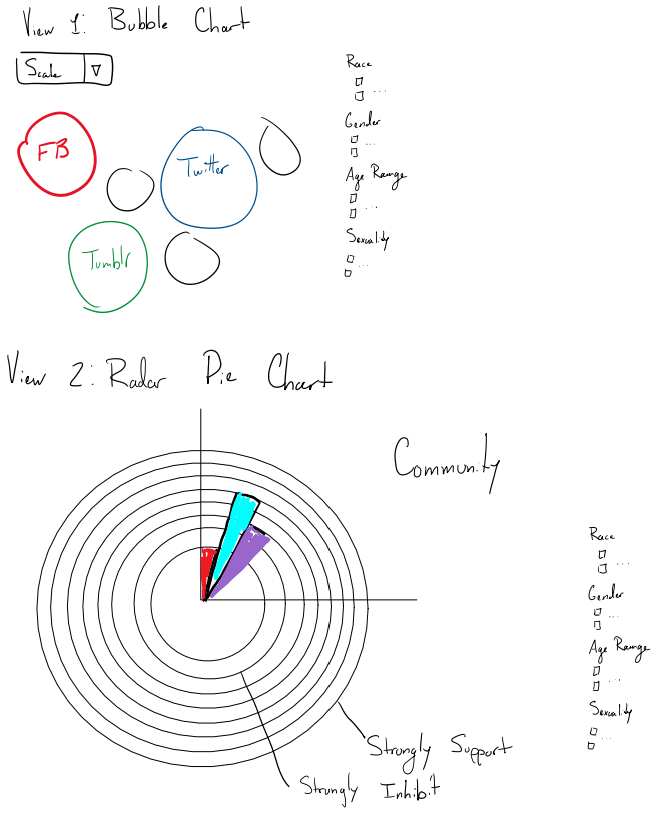 View 1: Bubble Chart
Scale
Race
...
Gender
...
Age Range
...
Sexuality
...
FB
Twitter
Tumblr
View 2: Radar Pie Chart
Community
Race
...
Gender
...
Age Range
...
Sexuality
...
Strongly Support
Strongly Inhibit